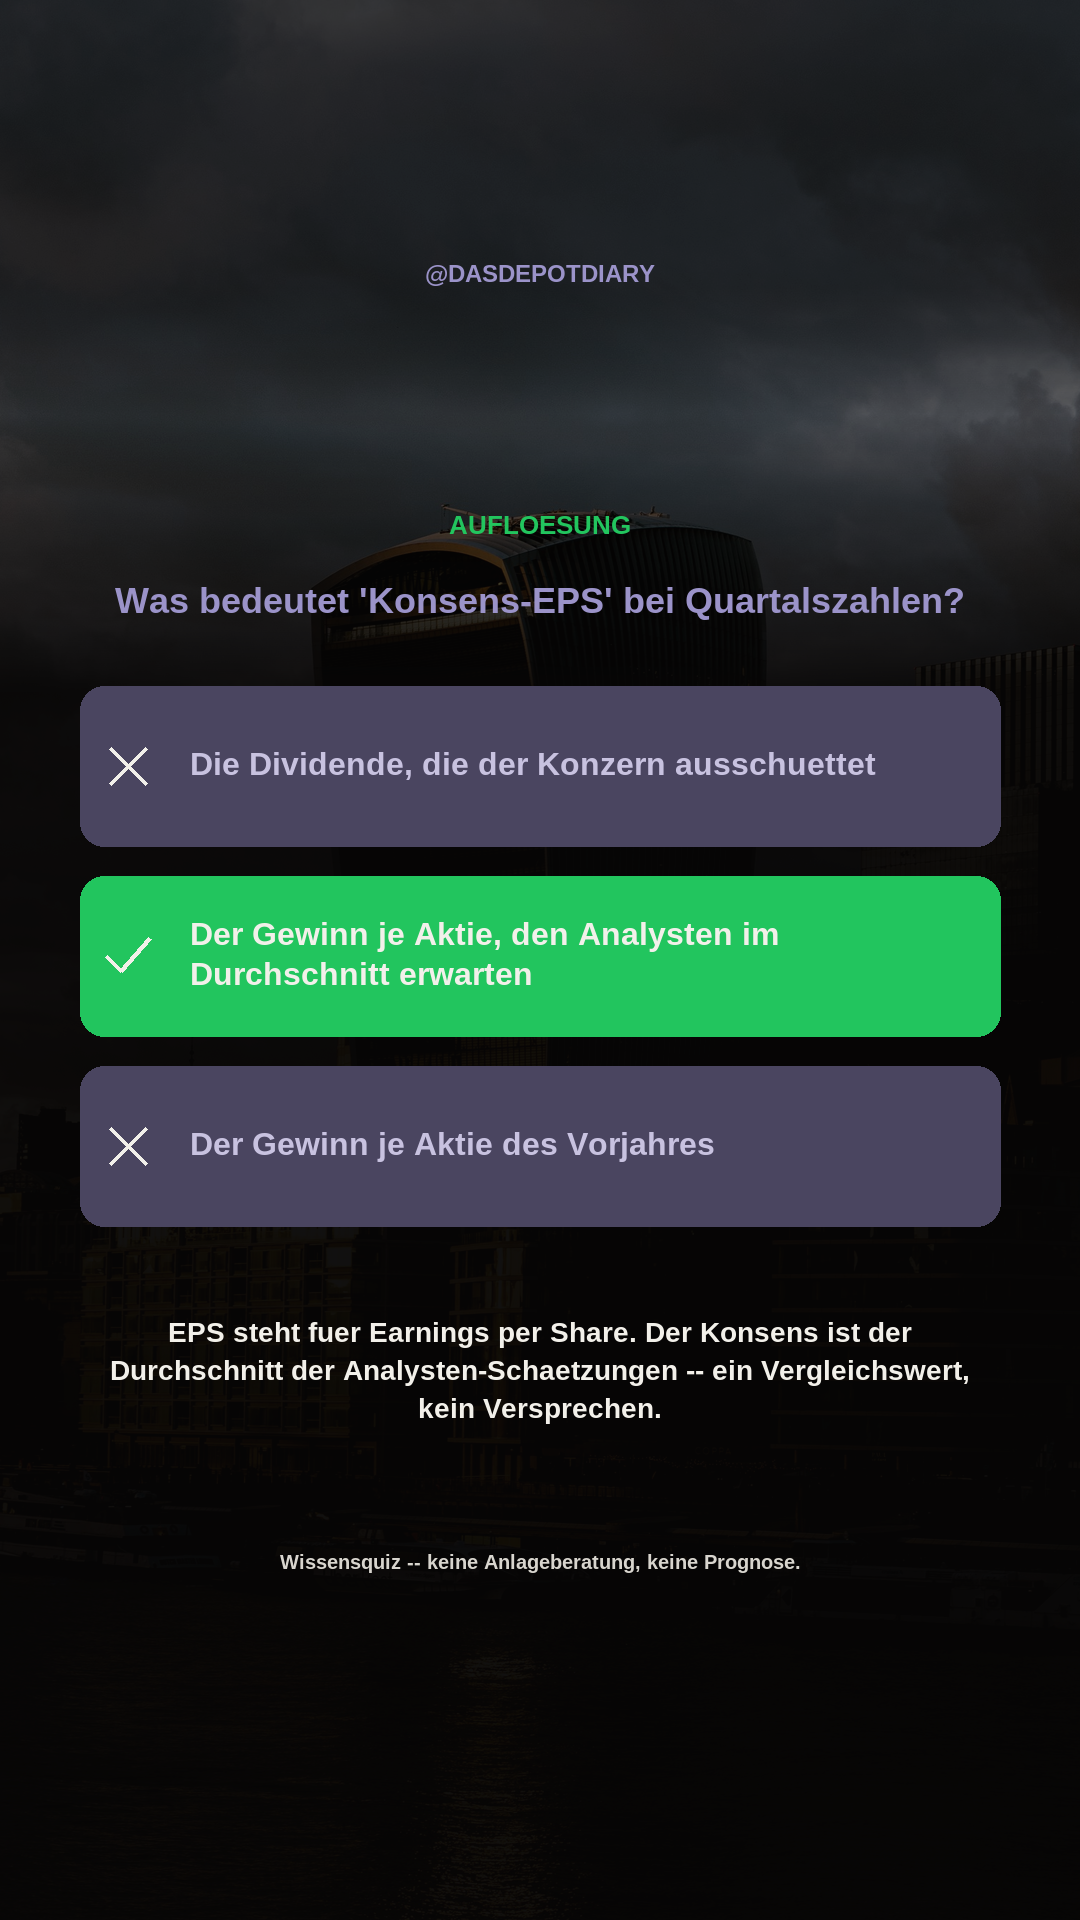 @DASDEPOTDIARY
AUFLOESUNG
Was bedeutet 'Konsens-EPS' bei Quartalszahlen?
Die Dividende, die der Konzern ausschuettet
Der Gewinn je Aktie, den Analysten im
Durchschnitt erwarten
Der Gewinn je Aktie des Vorjahres
EPS steht fuer Earnings per Share. Der Konsens ist der
Durchschnitt der Analysten-Schaetzungen -- ein Vergleichswert,
kein Versprechen.
Wissensquiz -- keine Anlageberatung, keine Prognose.